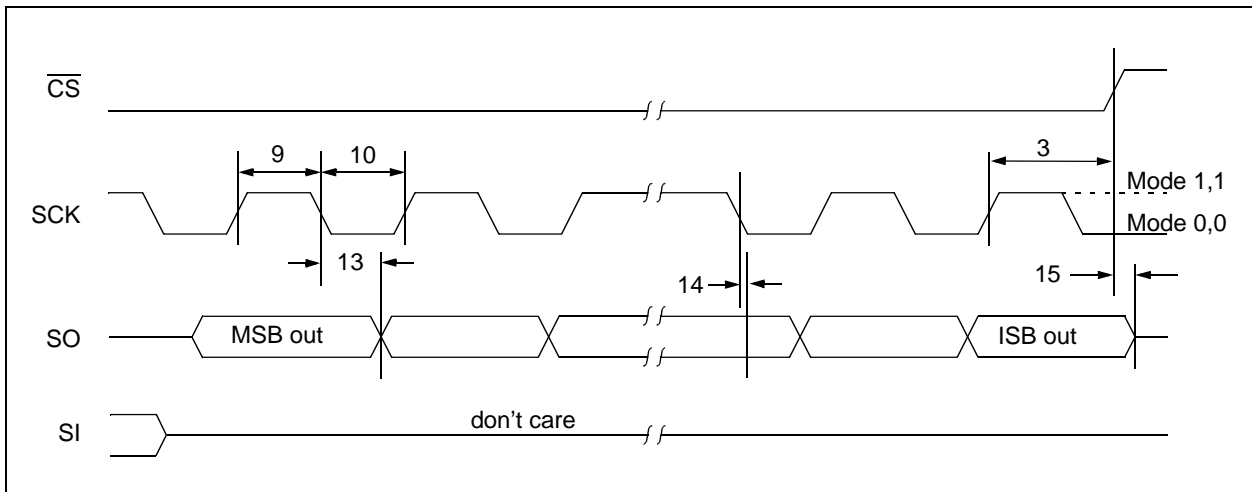 CS
9
10
3
Mode 1,1
SCK
Mode 0,0
13
14
15
SO
MSB out
ISB out
SI
don't care